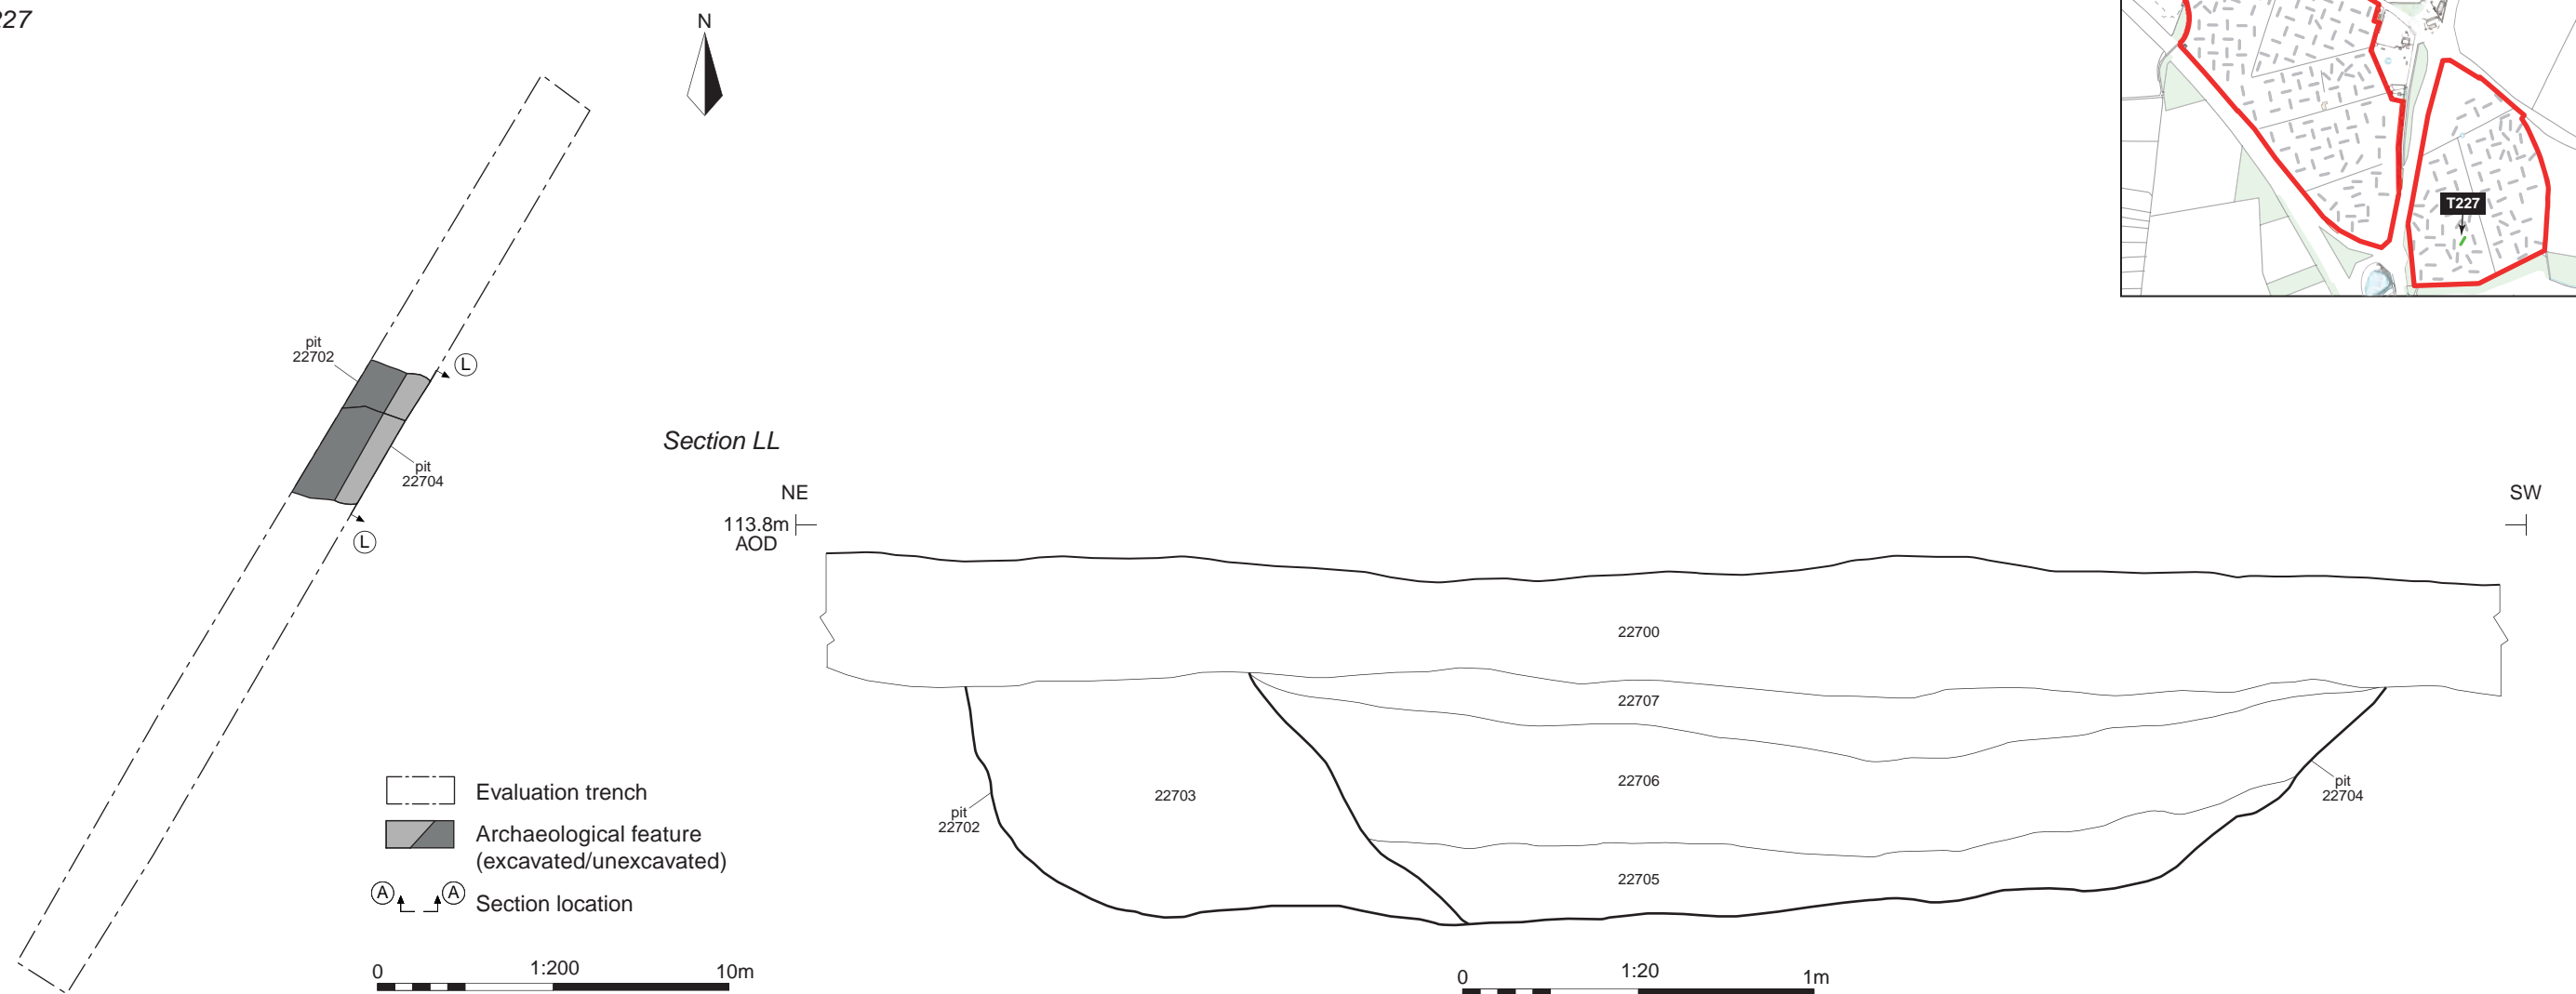 227
N
T227
pit
22702
L
pit
22704
L
Section LL
NE
SW
113.8m
AOD
22700
22707
22706
22703
22705
pit
22702
pit
22704
Evaluation trench
Archaeological feature
(excavated/unexcavated)
A A Section location
0 1:200 10m
0 1:20 1m